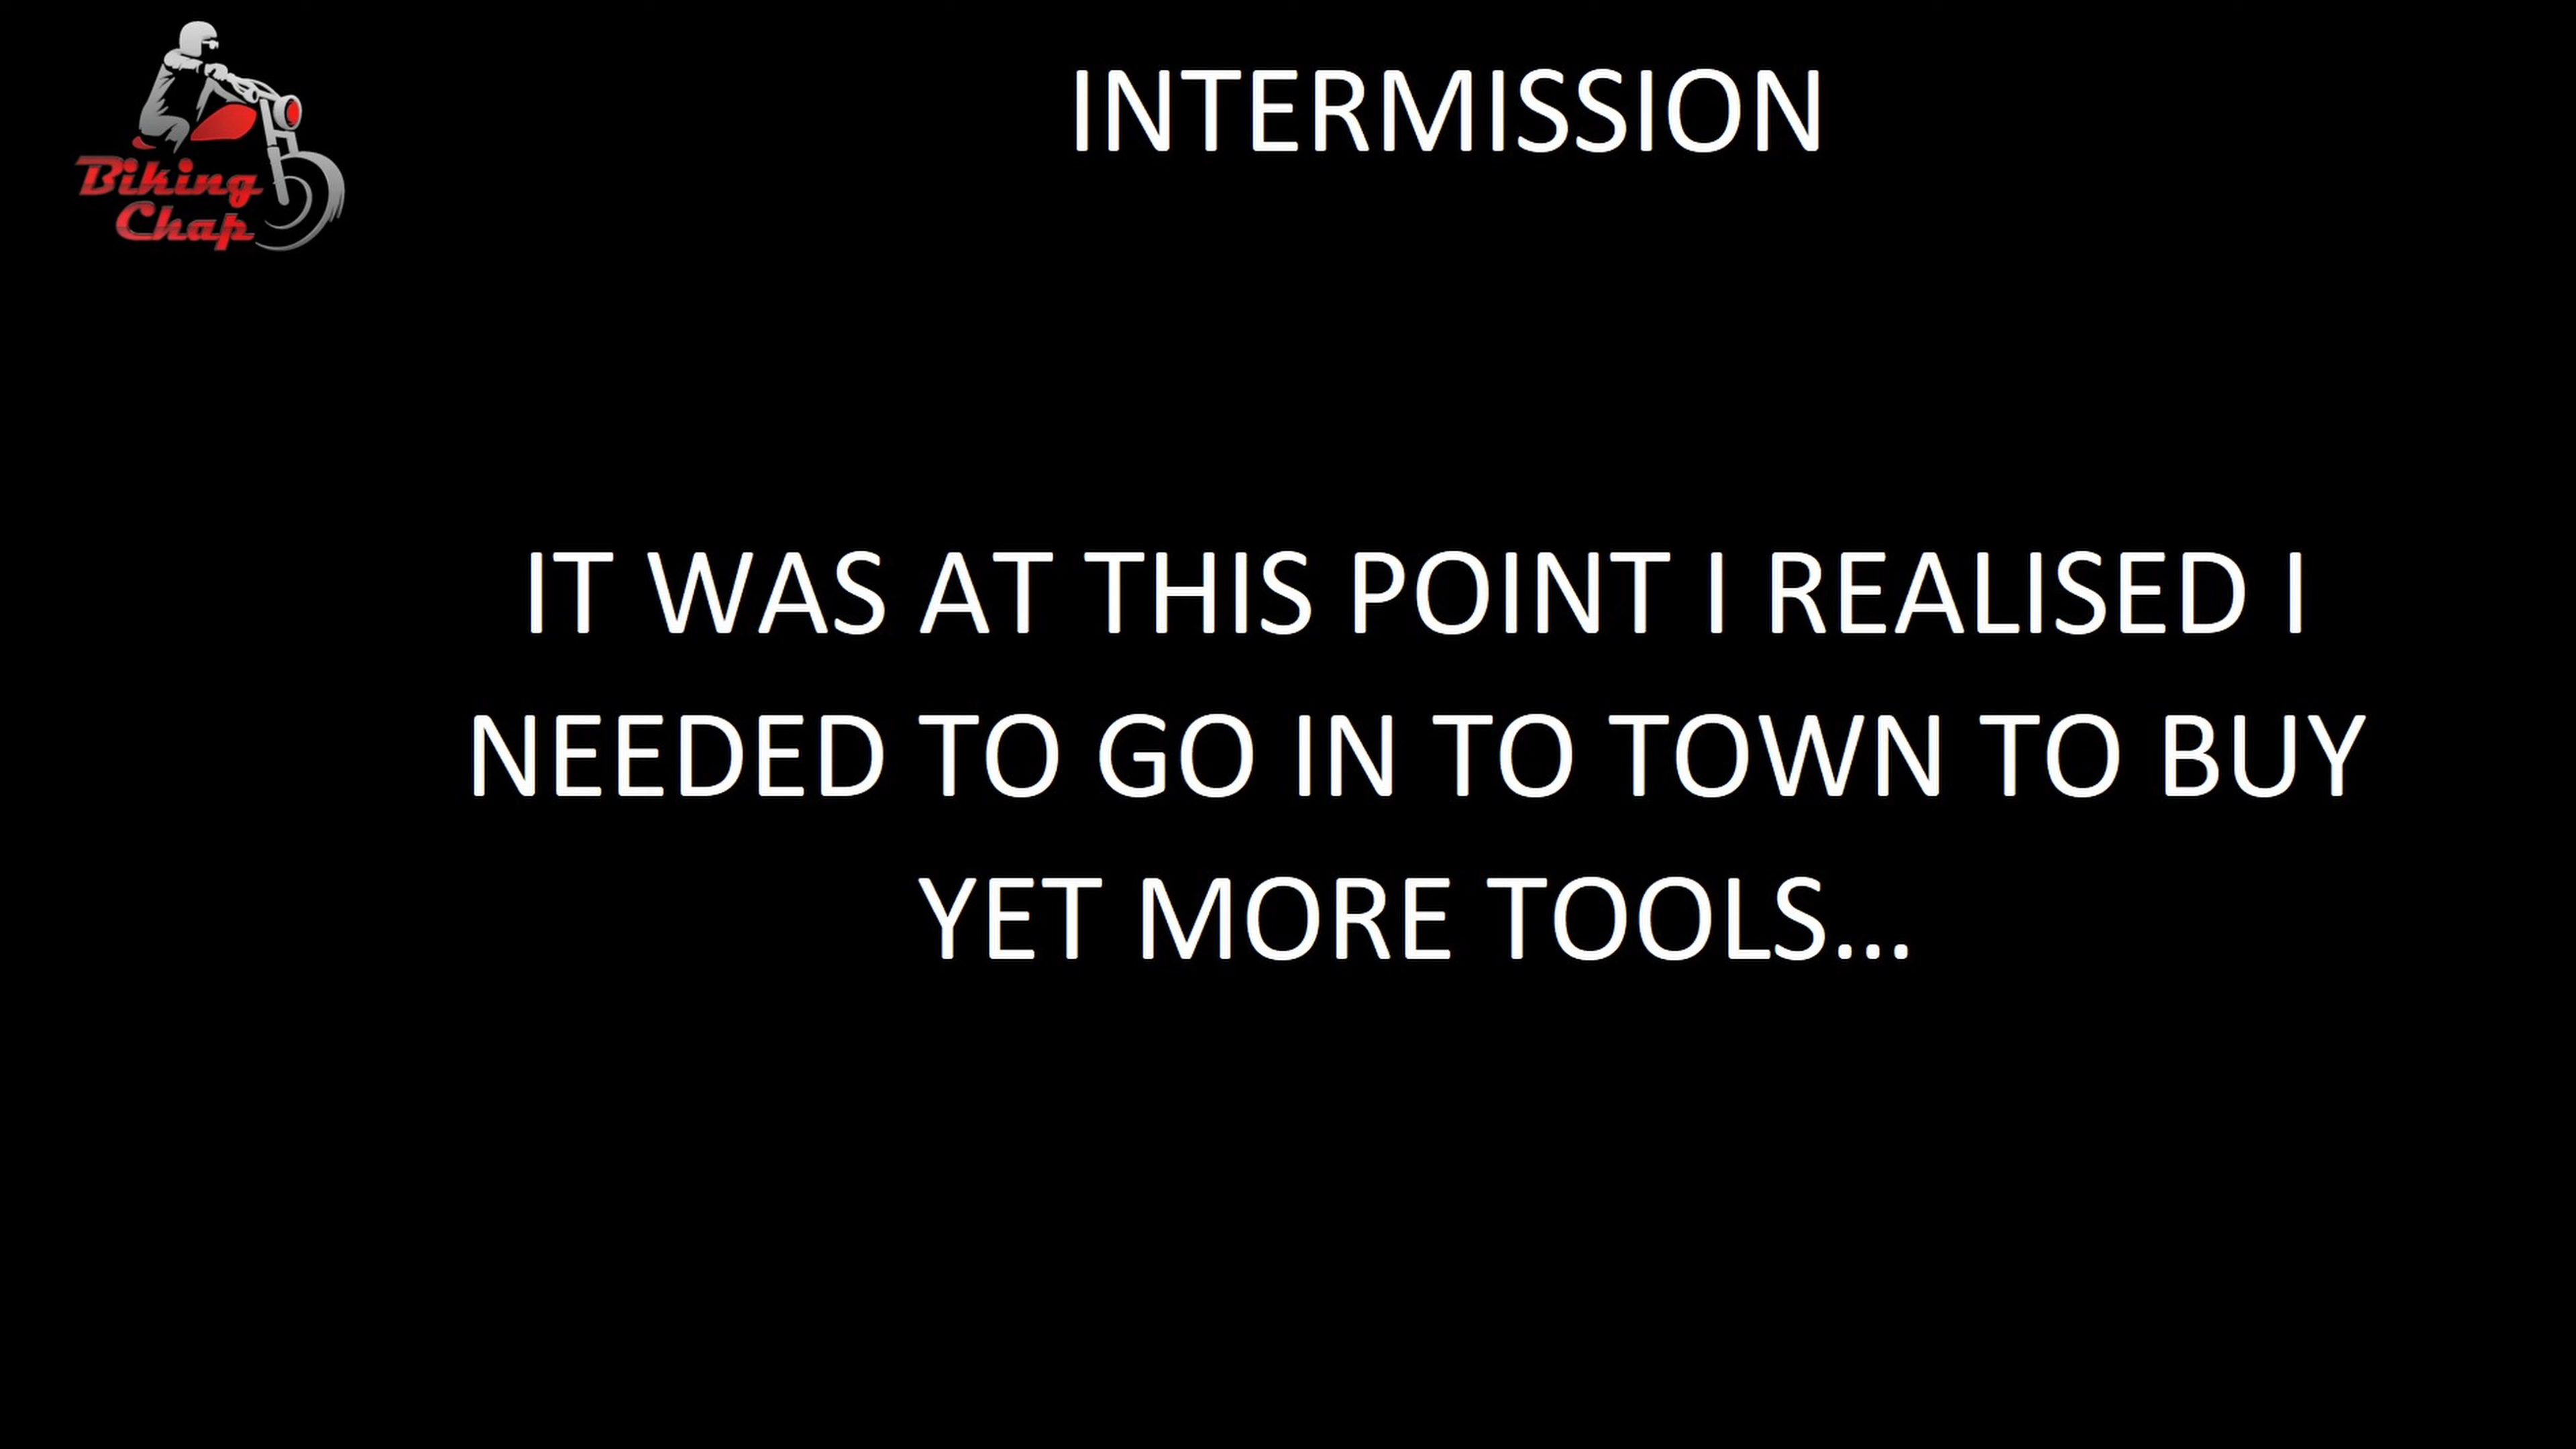 INTERMISSION
Biking
Chap
IT WAS AT THIS POINT I REALISED I
NEEDED TO GO IN TO TOWN TO BUY
YET MORE TOOLS...